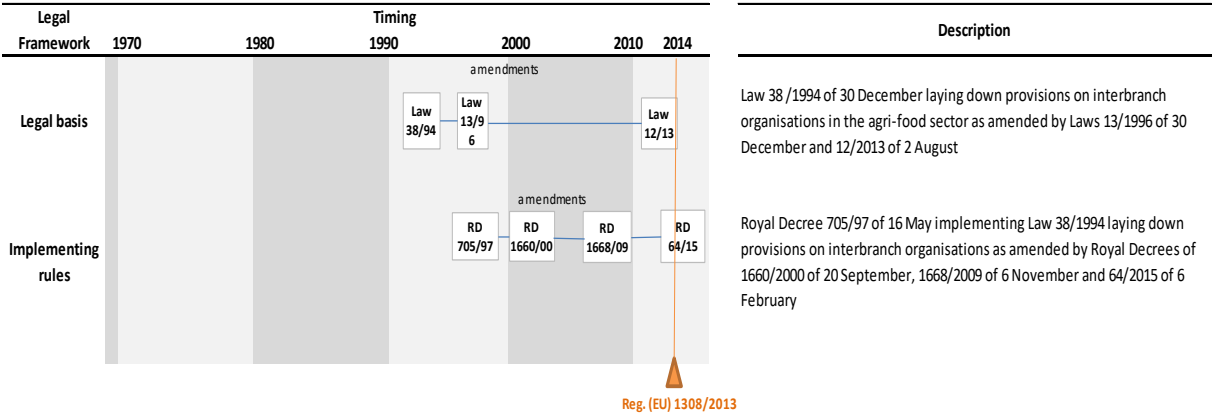 Legal
Framework
Timing
1970 1980 1990 2000 2010 2014
Description
Legal basis
amendments
Law
38/94
Law
13/9
6
Law
12/13
Law 38 /1994 of 30 December laying down provisions on interbranch
organisations in the agri-food sector as amended by Laws 13/1996 of 30
December and 12/2013 of 2 August
Implementing
rules
amendments
RD
705/97
RD
1660/00
RD
1668/09
RD
64/15
Royal Decree 705/97 of 16 May implementing Law 38/1994 laying down
provisions on interbranch organisations as amended by Royal Decrees of
1660/2000 of 20 September, 1668/2009 of 6 November and 64/2015 of 6
February
Reg. (EU) 1308/2013